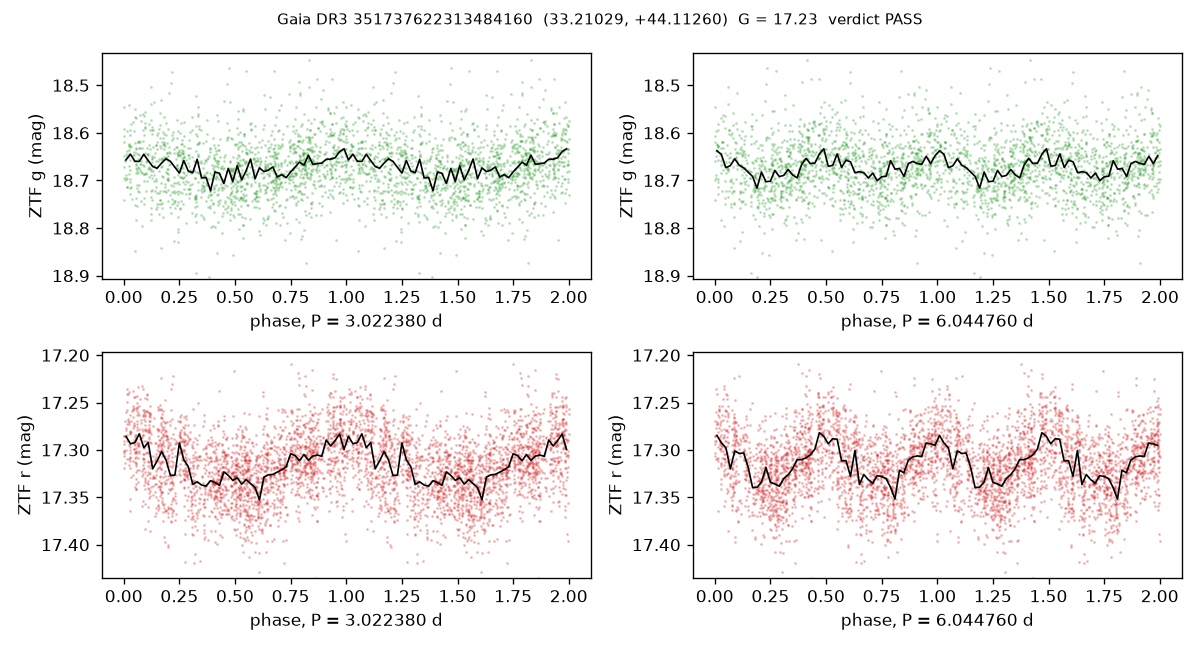 Gaia DR3 351737622313484160  (33.21029, +44.11260)  G = 17.23  verdict PASS
ZTF g (mag)
18.5
18.6
18.7
18.8
18.9
0.00 0.25 0.50 0.75 1.00 1.25 1.50 1.75 2.00
phase, P = 3.022380 d
ZTF g (mag)
18.5
18.6
18.7
18.8
18.9
0.00 0.25 0.50 0.75 1.00 1.25 1.50 1.75 2.00
phase, P = 6.044760 d
ZTF r (mag)
17.20
17.25
17.30
17.35
17.40
0.00 0.25 0.50 0.75 1.00 1.25 1.50 1.75 2.00
phase, P = 3.022380 d
ZTF r (mag)
17.20
17.25
17.30
17.35
17.40
0.00 0.25 0.50 0.75 1.00 1.25 1.50 1.75 2.00
phase, P = 6.044760 d